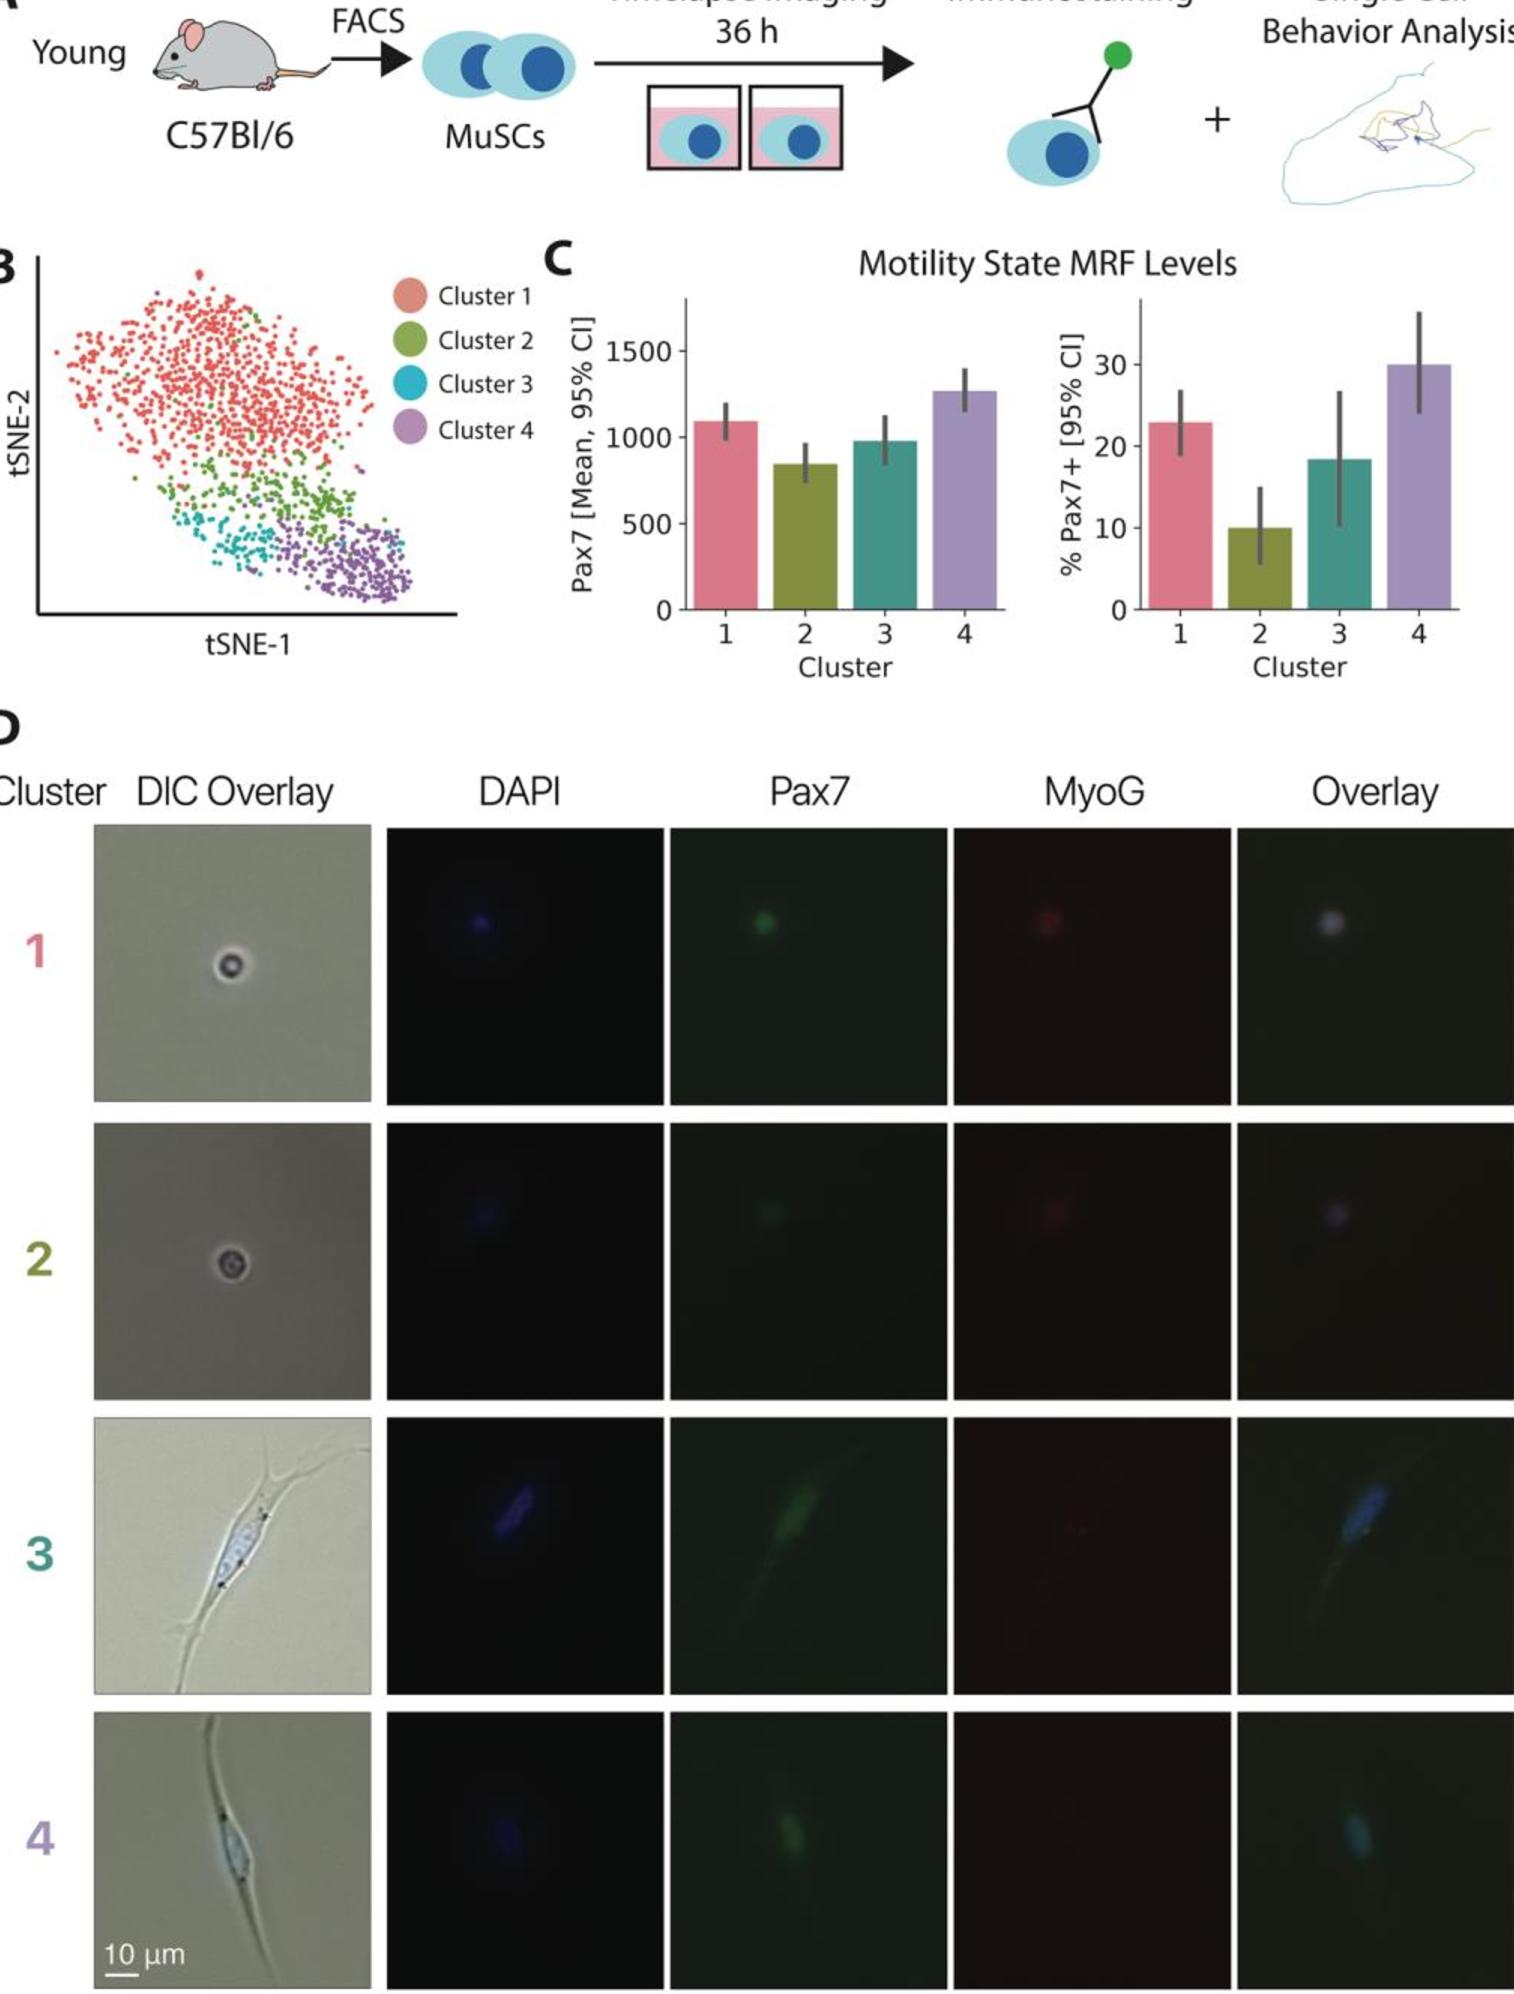 FACS
36 h
Behavior Analysis
Young
C57Bl/6
MuSCs
+
C
Motility State MRF Levels
Cluster 1
Cluster 2
Cluster 3
Cluster 4
tSNE-2
tSNE-1
Pax7 [Mean, 95% CI]
1500
1000
500
0
1 2 3 4
Cluster
% Pax7+ [95% CI]
30
20
10
0
1 2 3 4
Cluster
D
Cluster DIC Overlay DAPI Pax7 MyoG Overlay
1
2
3
4
10 µm